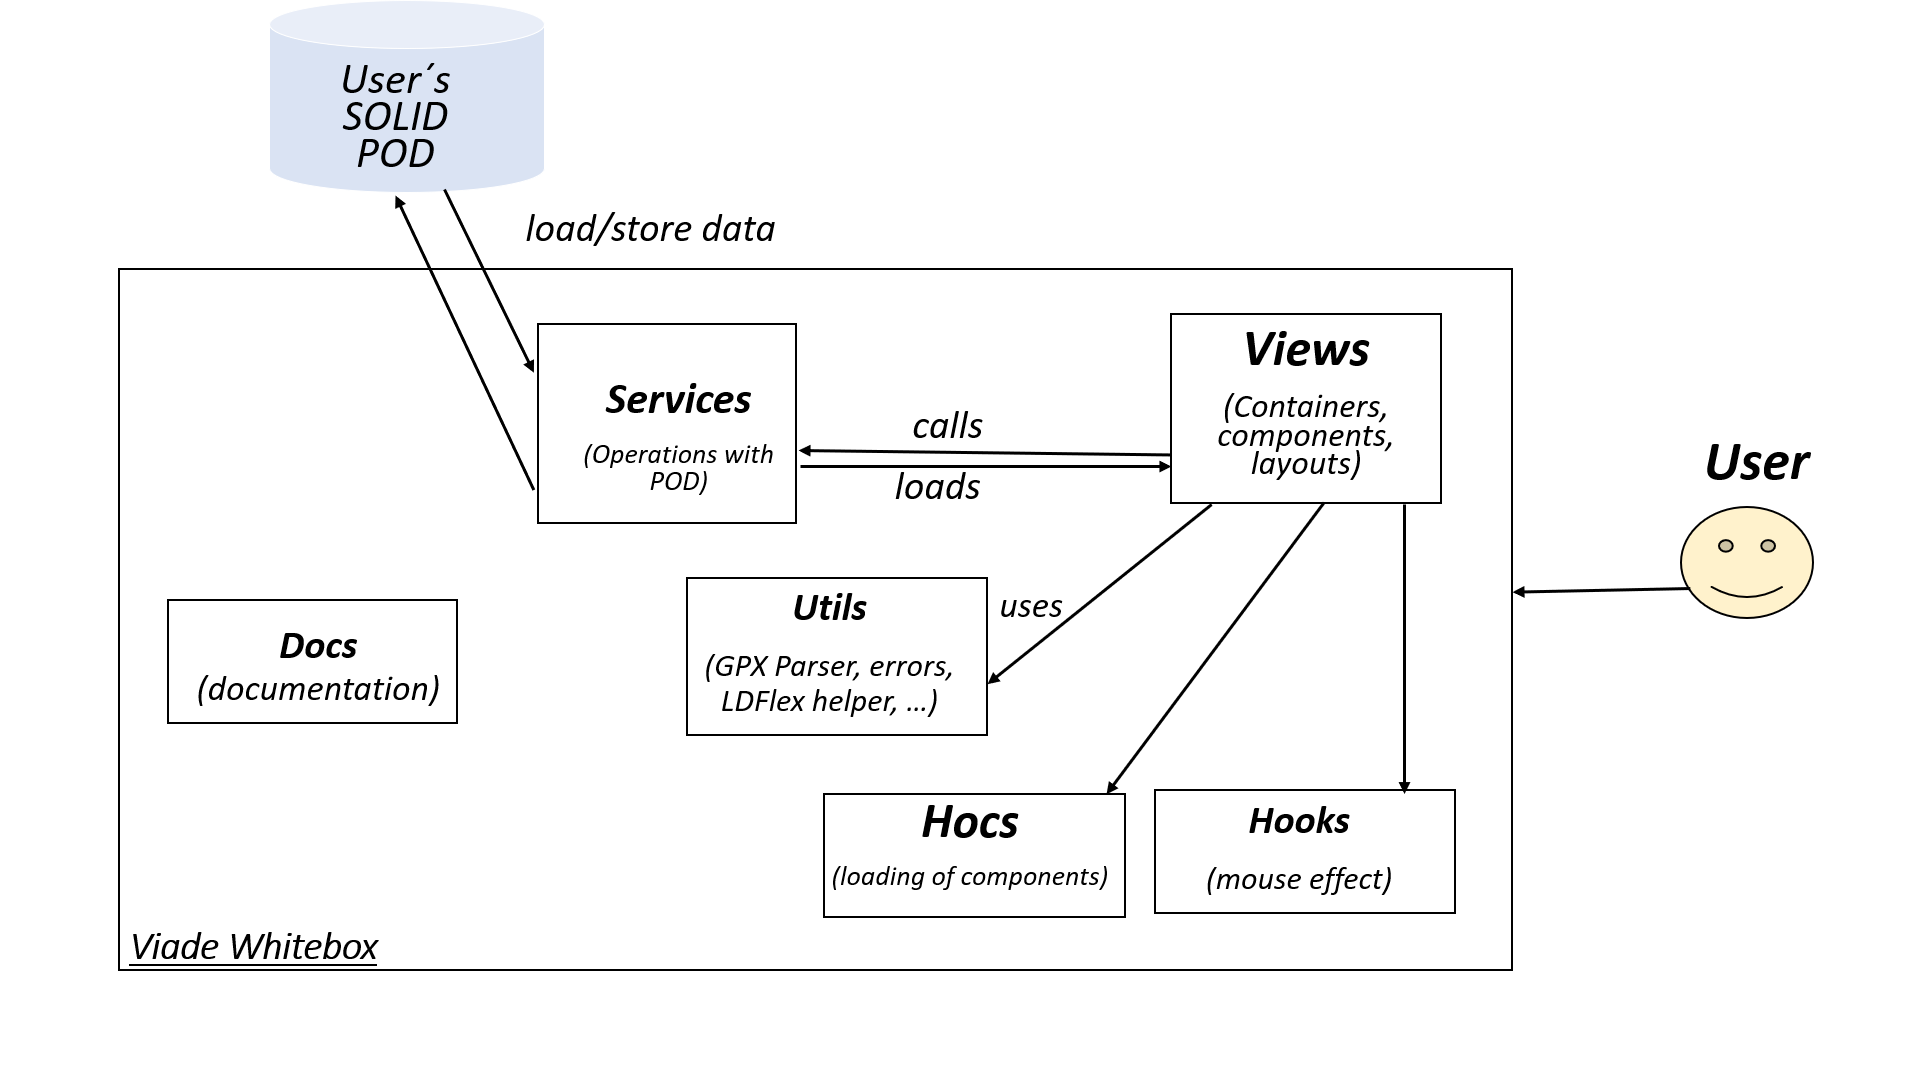 User´s
SOLID
POD
load/store data
Services
(Operations with
POD)
calls
loads
Views
(Containers,
components,
layouts)
User
uses
Utils
(GPX Parser, errors,
LDFlex helper, ...)
Docs
(documentation)
Hocs
(loading of components)
Hooks
(mouse effect)
Viade Whitebox